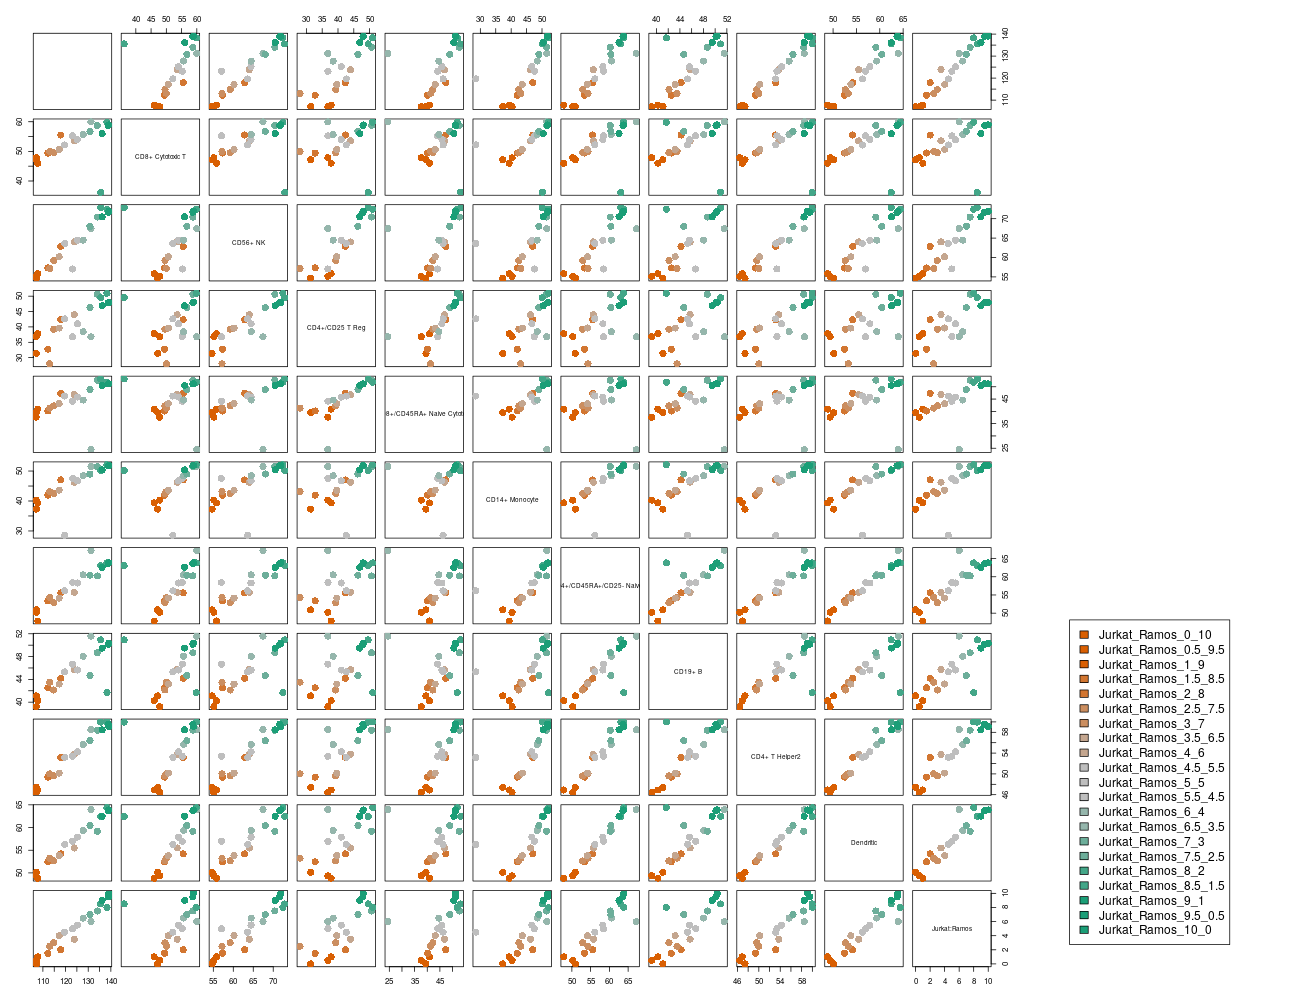 40 45 50 55 60 30 35 40 45 50 30 35 40 45 50 40 44 48 52 50 55 60 65
110 120 130 140
CD8+ Cytotoxic T
40 50 60
CD56+ NK
55 60 65 70
CD4+/CD25 T Reg
30 35 40 45 50
8+/CD45RA+ Naive Cytot
25 35 45
CD14+ Monocyte
30 40 50
4+/CD45RA+/CD25- Naiv
50 55 60 65
CD19+ B
40 44 48 52
CD4+ T Helper2
46 50 54 58
Dendritic
50 55 60 65
Jurkat:Ramos
0 2 4 6 8 10
110 120 130 140 55 60 65 70 25 35 45 50 55 60 65 46 50 54 58 0 2 4 6 8 10
Jurkat_Ramos_0_10
Jurkat_Ramos_0.5_9.5
Jurkat_Ramos_1_9
Jurkat_Ramos_1.5_8.5
Jurkat_Ramos_2_8
Jurkat_Ramos_2.5_7.5
Jurkat_Ramos_3_7
Jurkat_Ramos_3.5_6.5
Jurkat_Ramos_4_6
Jurkat_Ramos_4.5_5.5
Jurkat_Ramos_5_5
Jurkat_Ramos_5.5_4.5
Jurkat_Ramos_6_4
Jurkat_Ramos_6.5_3.5
Jurkat_Ramos_7_3
Jurkat_Ramos_7.5_2.5
Jurkat_Ramos_8_2
Jurkat_Ramos_8.5_1.5
Jurkat_Ramos_9_1
Jurkat_Ramos_9.5_0.5
Jurkat_Ramos_10_0